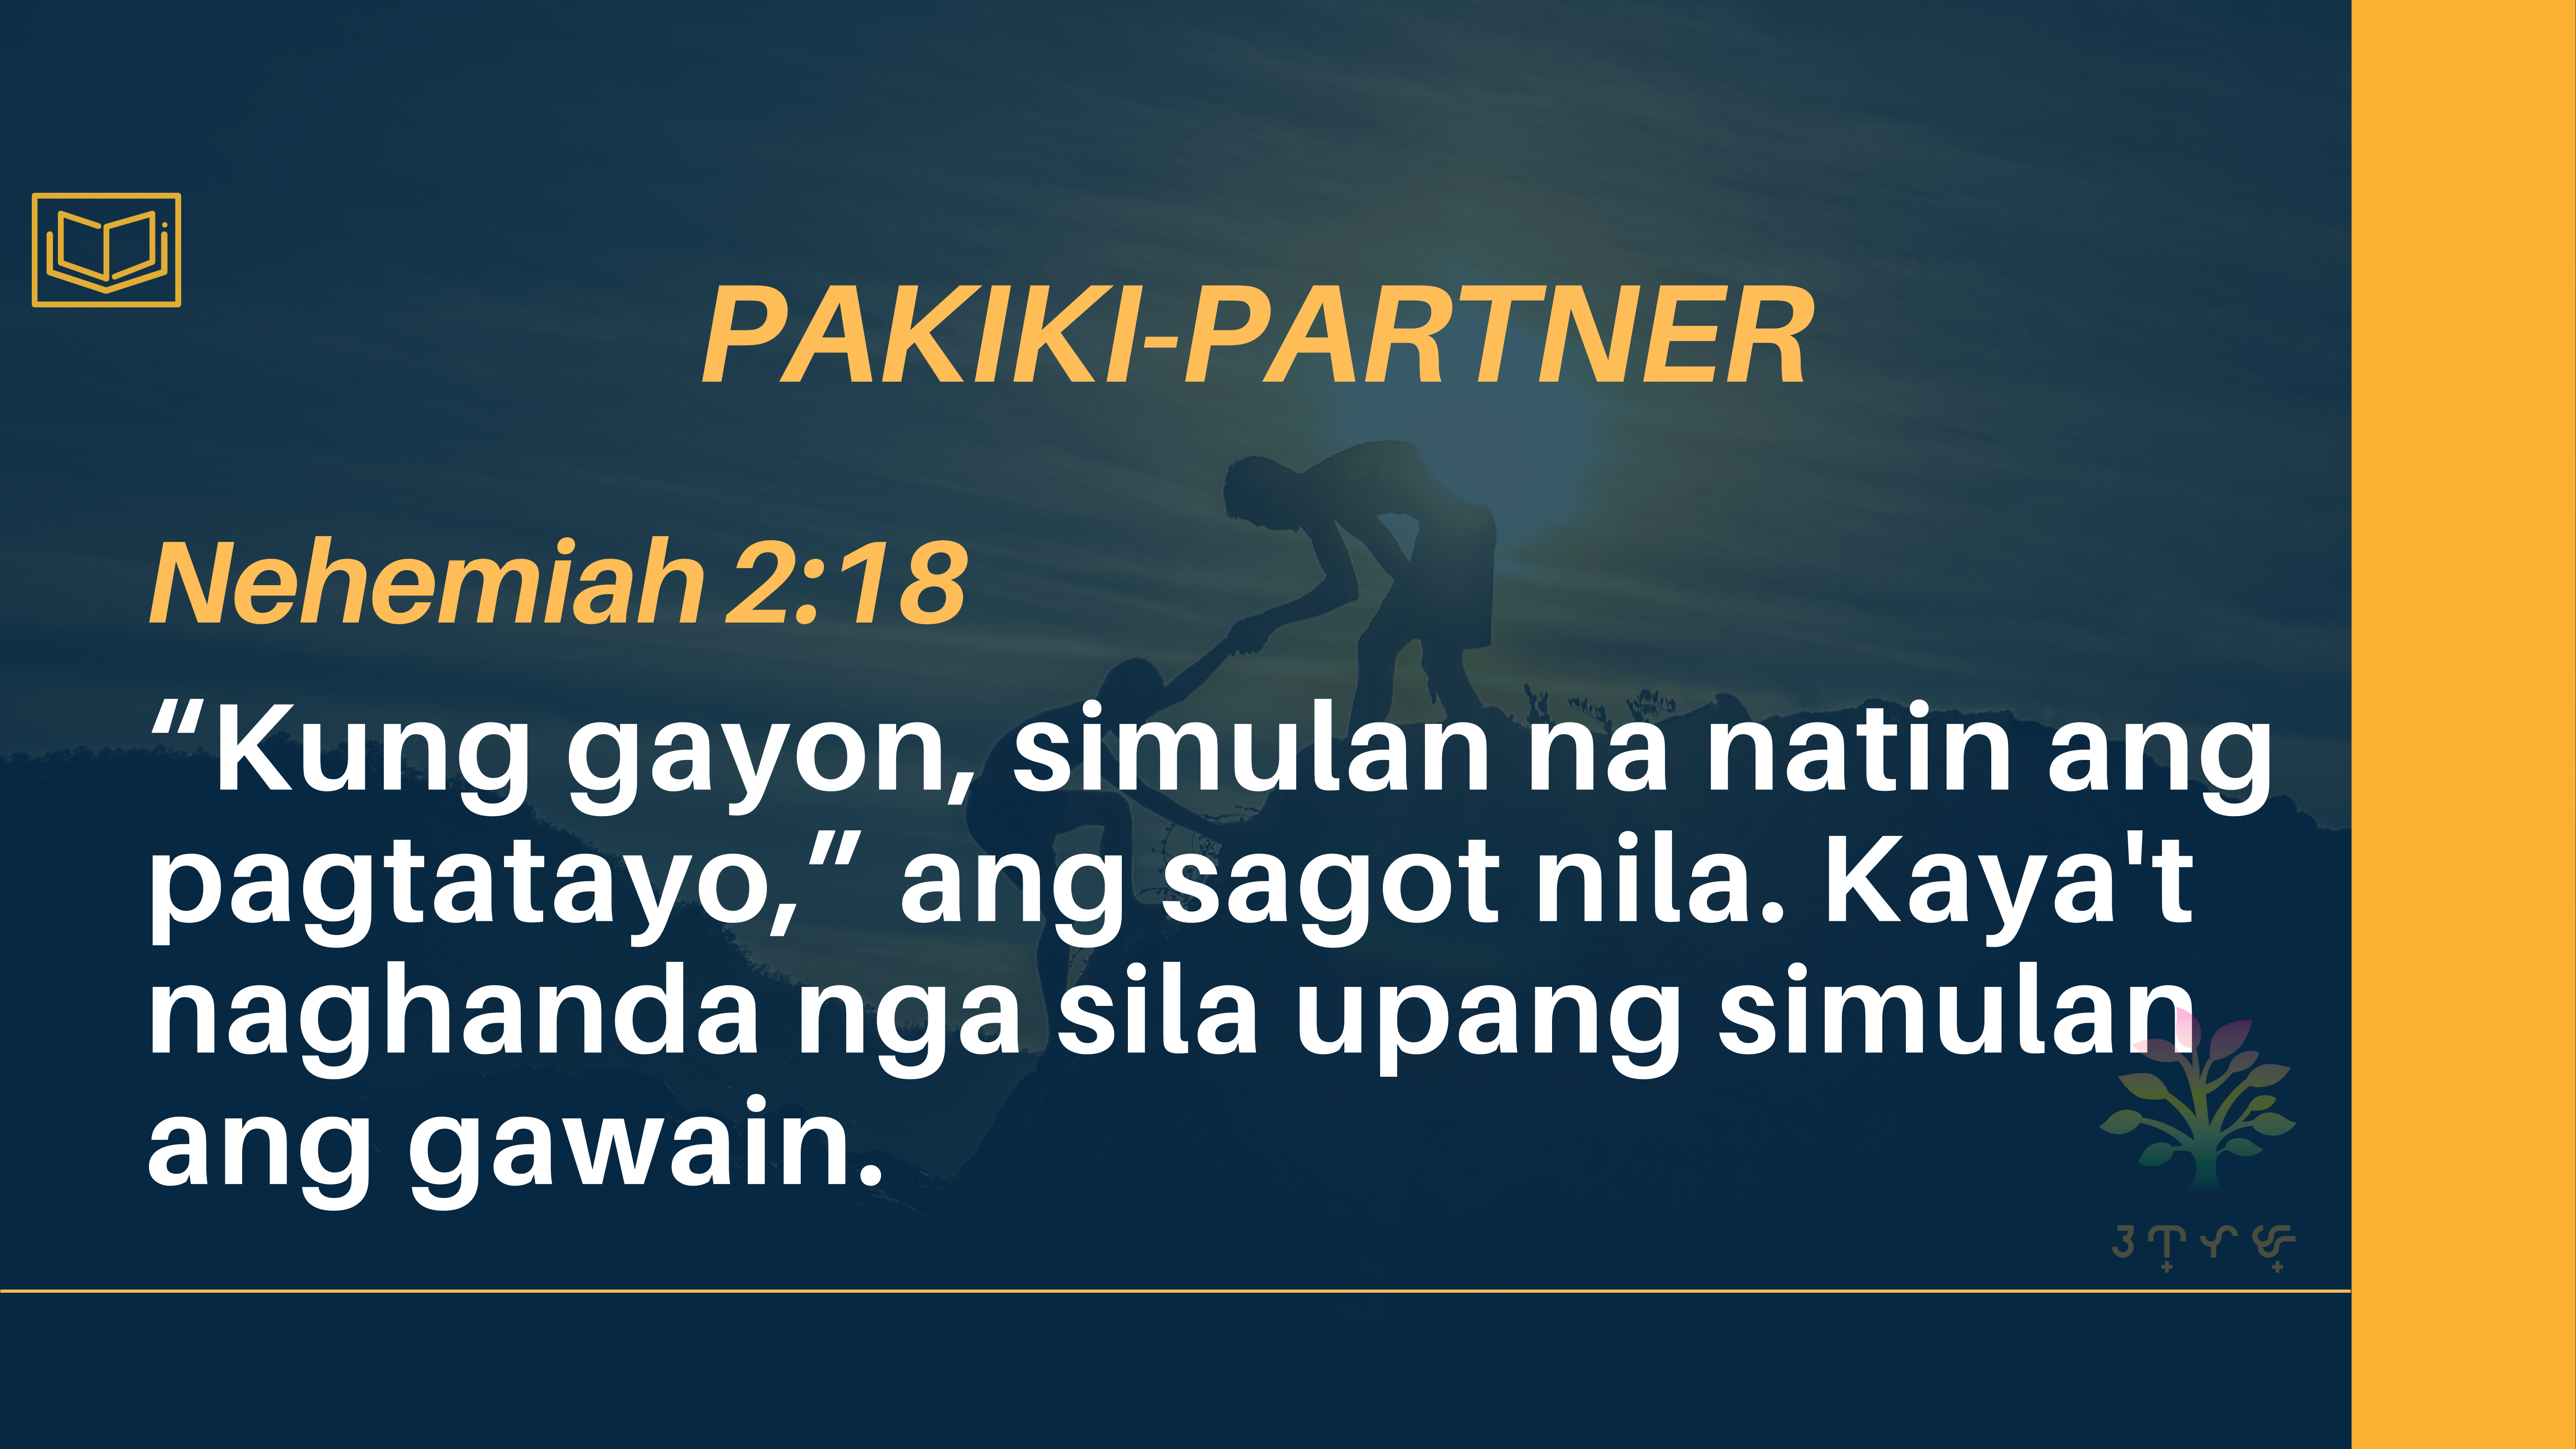 PAKIKI-PARTNER
Nehemiah 2:18
“Kung gayon, simulan na natin ang
pagtatayo,” ang sagot nila. Kaya't
naghanda nga sila upang simulan
ang gawain.